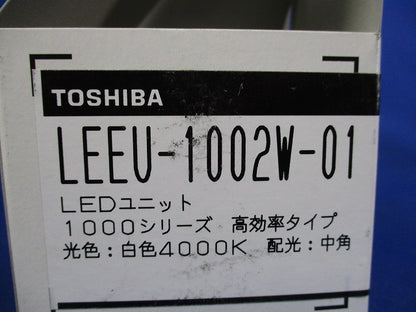 TOSHIBA
LEEU-1002W-01
LEDユニット
1000シリーズ 高効率タイプ
光色:白色4000K 配光:中角